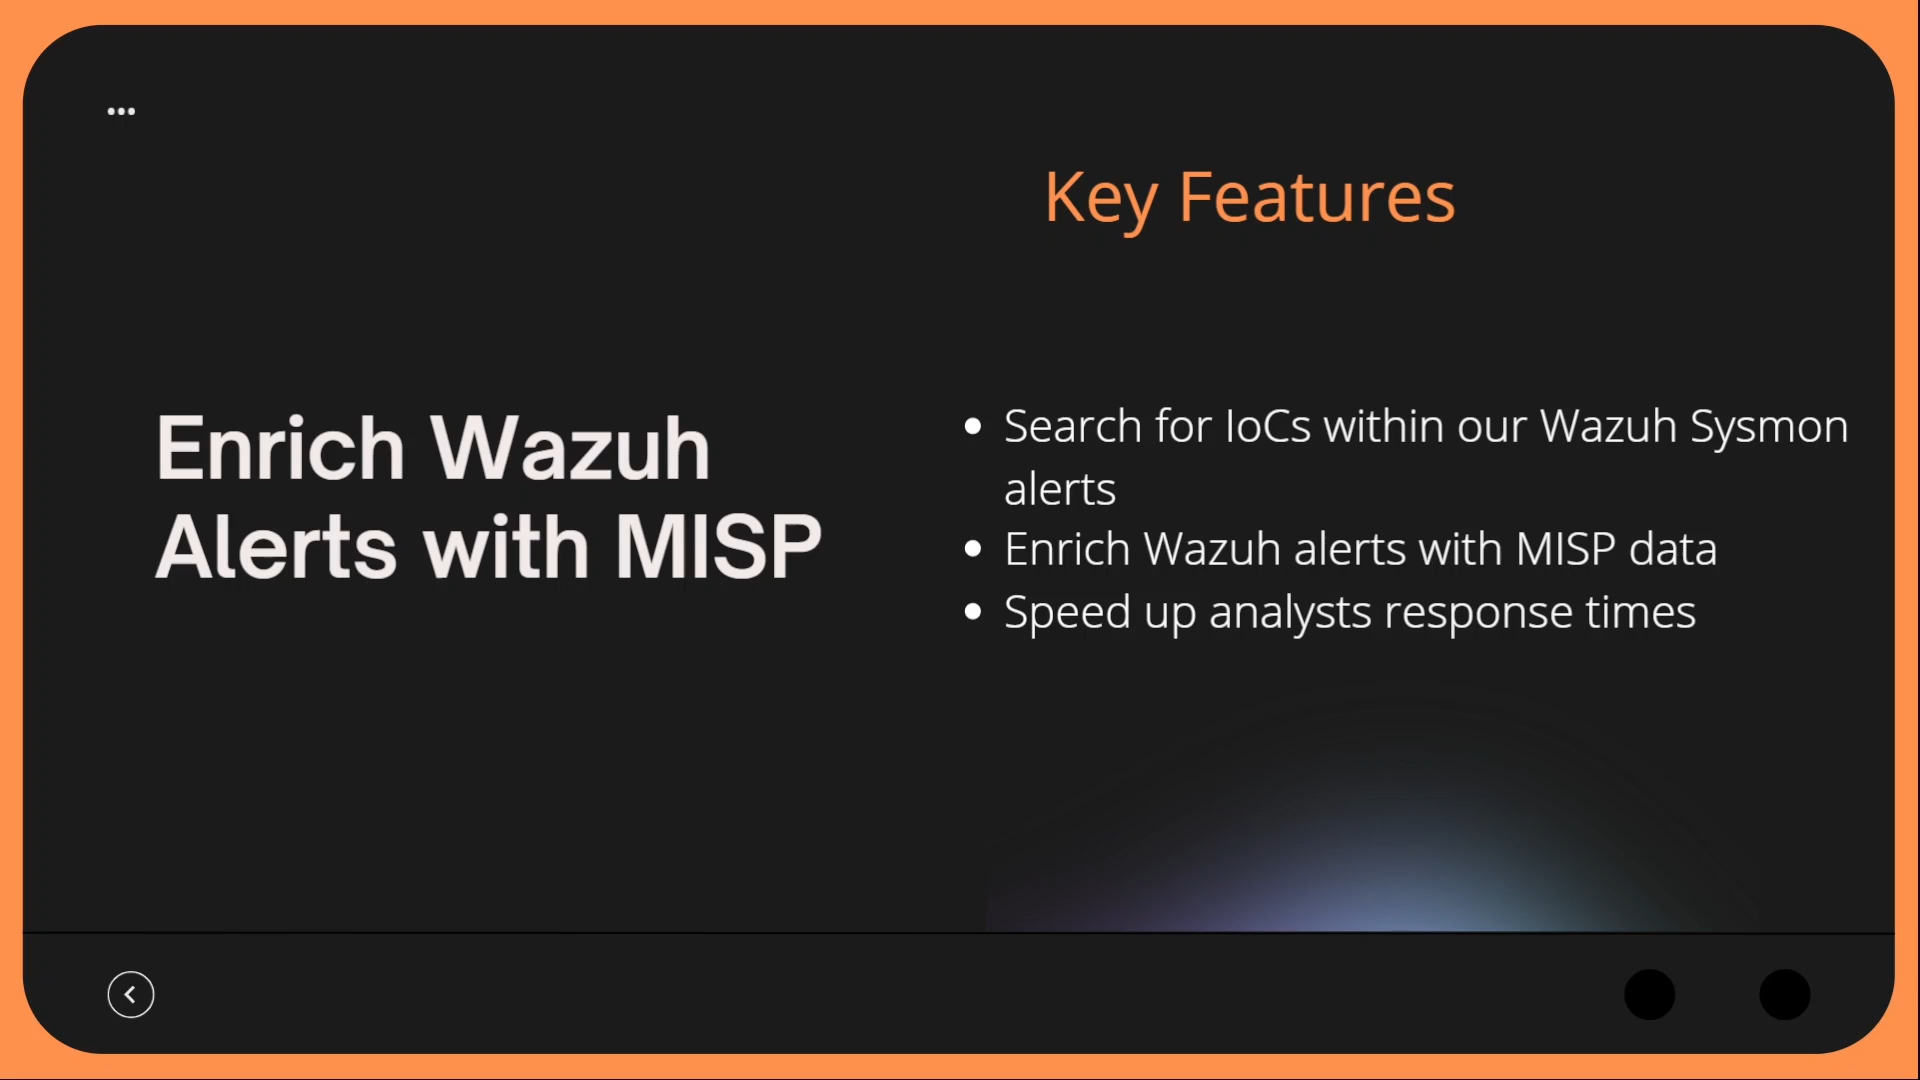 Enrich Wazuh
Alerts with MISP
Key Features
Search for IoCs within our Wazuh Sysmon
alerts
Enrich Wazuh alerts with MISP data
Speed up analysts response times